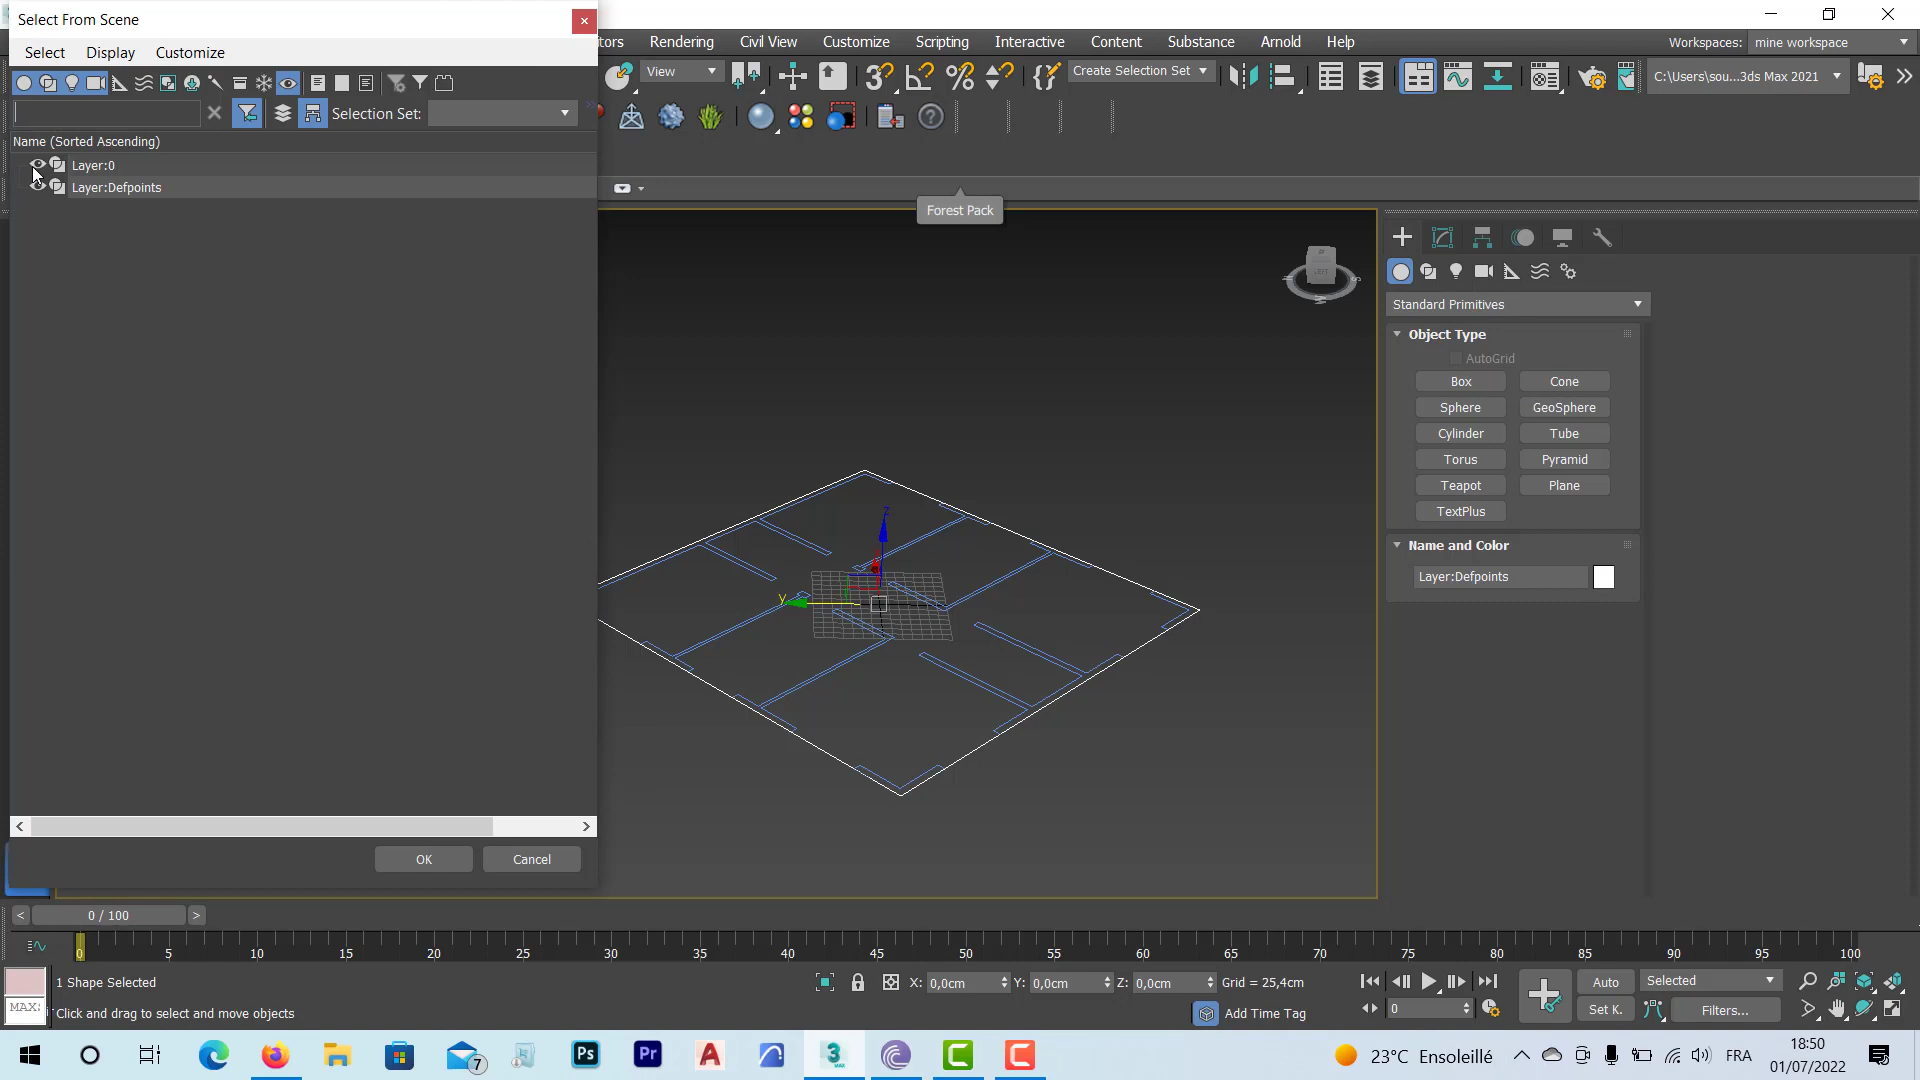 Select From Scene
Select Display Customize
itors Rendering Civil View Customize Scripting Interactive Content Substance Arnold Help
Workspaces: mine workspace
View
Create Selection Set
C:\Users\sou...3ds Max 2021
Selection Set:
Name (Sorted Ascending)
Layer:0
Layer:Defpoints
Forest Pack
Standard Primitives
Object Type
AutoGrid
Box Cone
Sphere GeoSphere
Cylinder Tube
Torus Pyramid
Teapot Plane
TextPlus
Name and Color
Layer:Defpoints
z
y
OK Cancel
0 / 100
0 5 10 15 20 25 30 35 40 45 50 55 60 65 70 75 80 85 90 95 100
1 Shape Selected
X: 0,0cm Y: 0,0cm Z: 0,0cm Grid = 25,4cm
Auto Selected
MAX:
Click and drag to select and move objects
Add Time Tag
0
Set K. Filters...
7
Ps Pr A 3
23°C Ensoleillé
FRA
18:50
01/07/2022